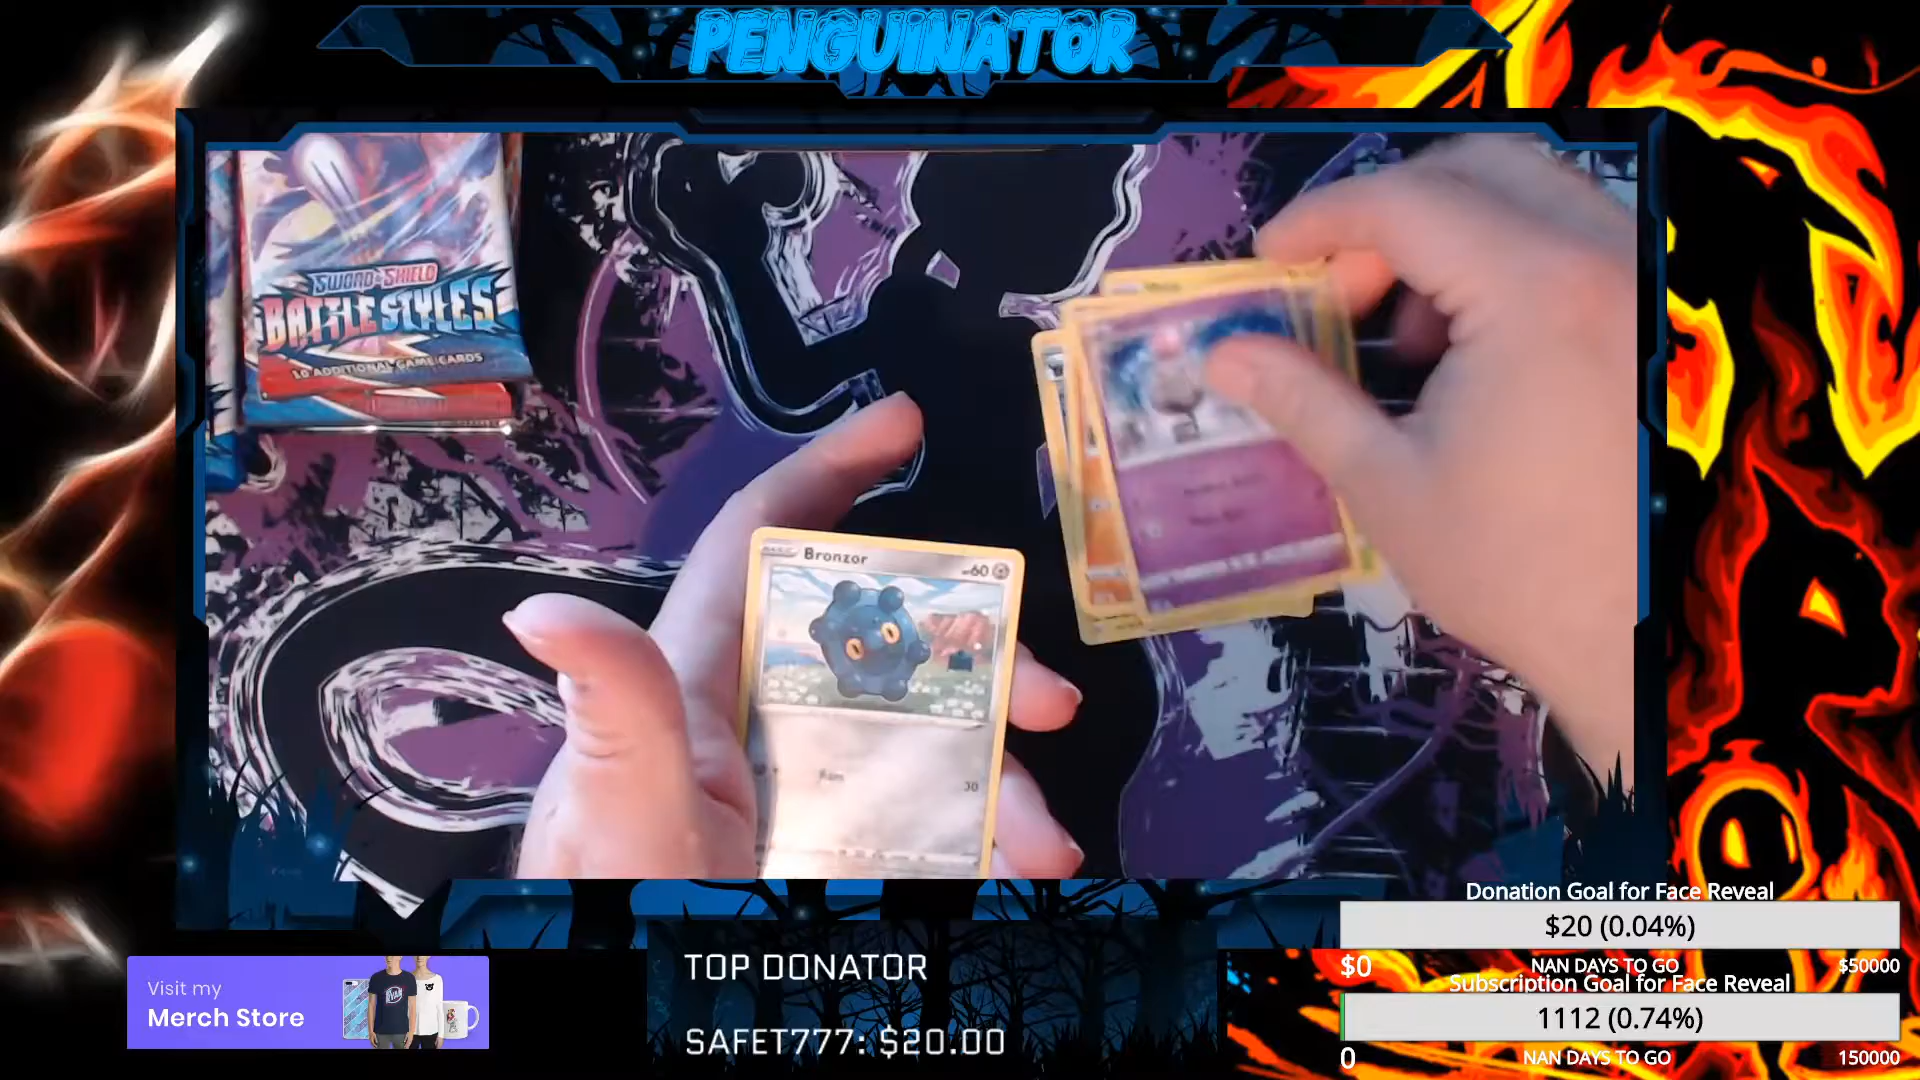 PENGUINATOR
SWORD & SHIELD
BATTLE STYLES
10 ADDITIONAL GAME CARDS
BASIC Bronzor HP60
Ram 30
Visit my
Merch Store
TOP DONATOR
SAFET777: $20.00
Donation Goal for Face Reveal
$20 (0.04%)
$0 NAN DAYS TO GO $50000
Subscription Goal for Face Reveal
1112 (0.74%)
0 NAN DAYS TO GO 150000